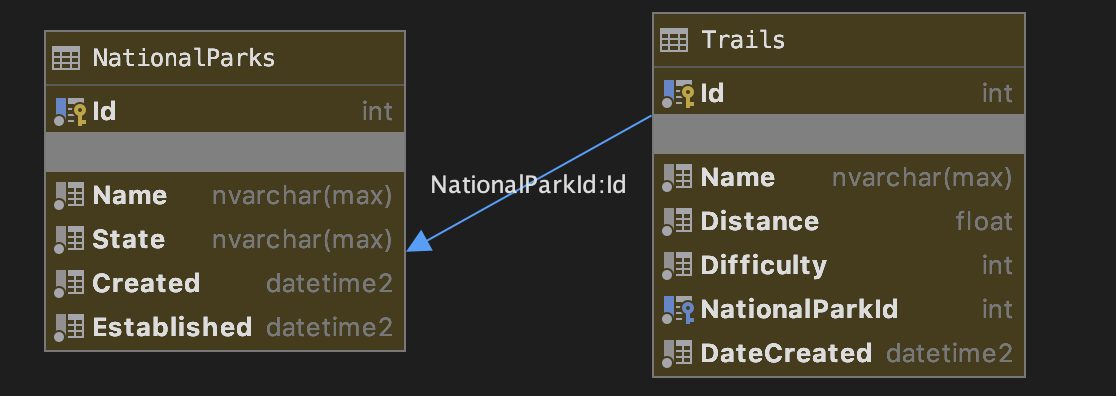 NationalParks
Id int
Name nvarchar(max)
State nvarchar(max)
Created datetime2
Established datetime2
NationalParkId:Id
Trails
Id int
Name nvarchar(max)
Distance float
Difficulty int
NationalParkId int
DateCreated datetime2